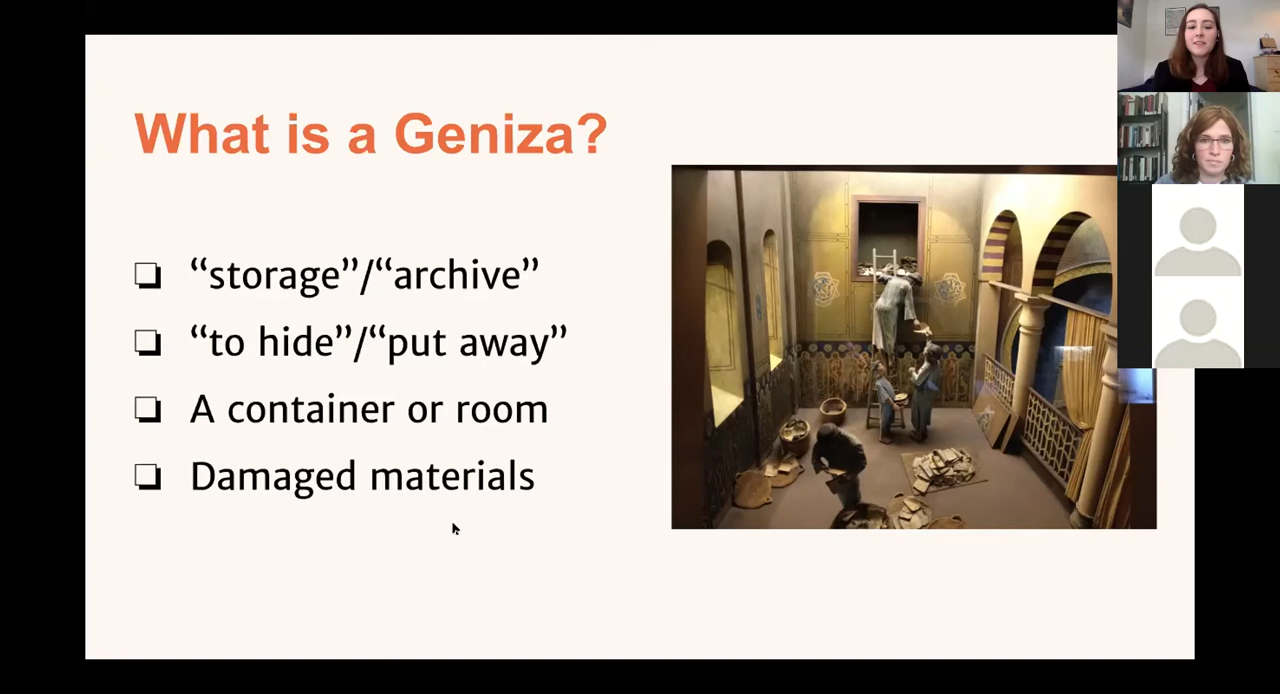 What is a Geniza?
“storage”/“archive”
“to hide”/“put away”
A container or room
Damaged materials